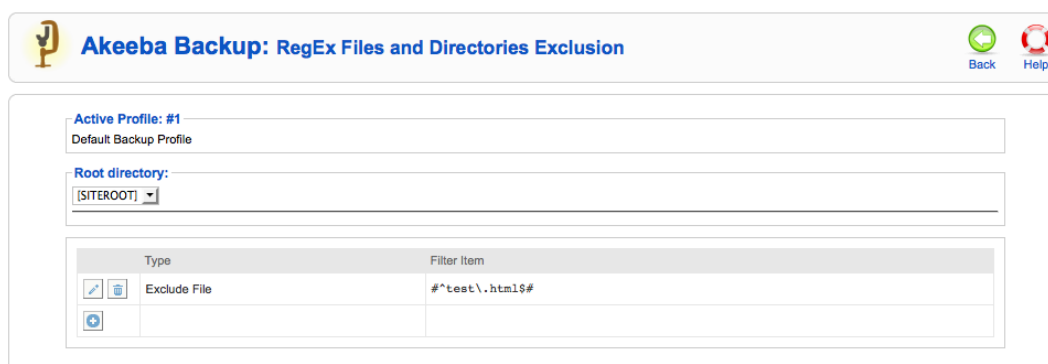 Akeeba Backup: RegEx Files and Directories Exclusion
Back
Help
Active Profile: #1
Default Backup Profile
Root directory:
[SITEROOT]
Type Filter Item
Exclude File #^test\.html$#